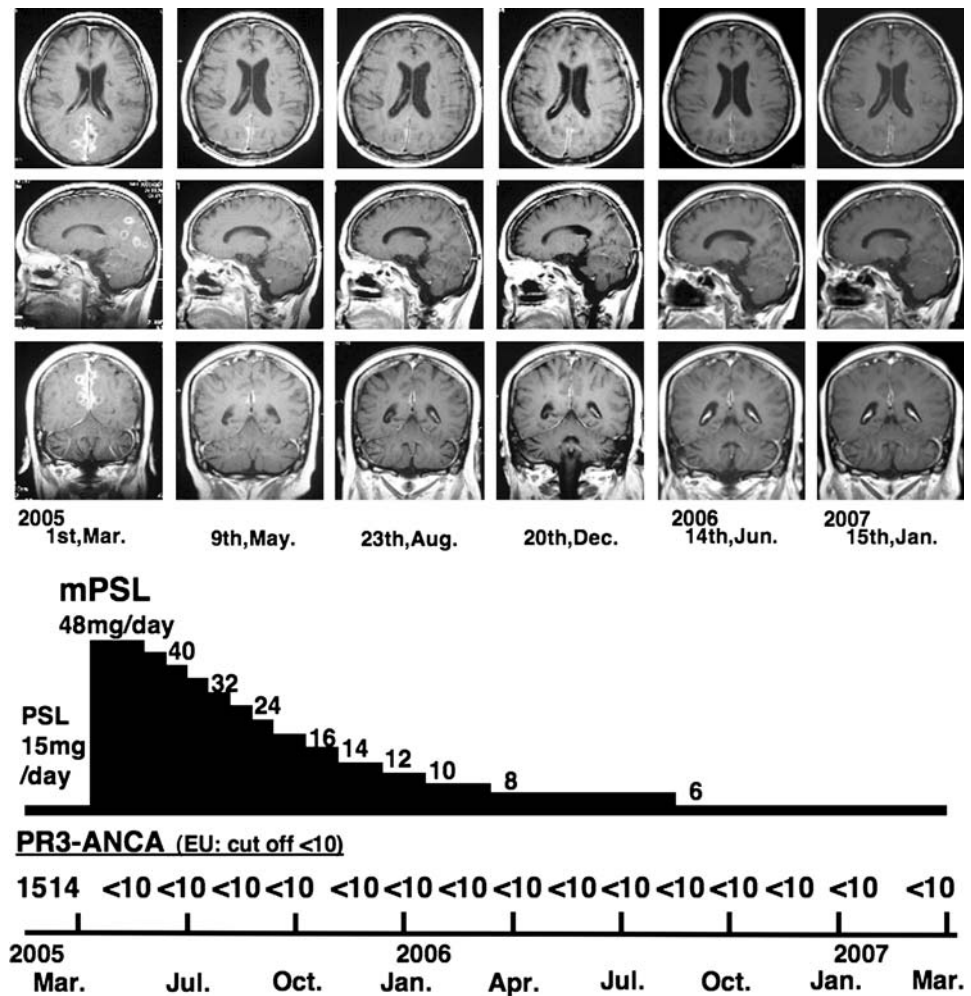 2005
1st,Mar. 9th,May. 23th,Aug. 20th,Dec. 2006 14th,Jun. 2007 15th,Jan.
mPSL
48mg/day
40
32
24
16
14
12
10
8
6
PSL
15mg
/day
PR3-ANCA (EU: cut off <10)
1514 <10 <10 <10 <10 <10 <10 <10 <10 <10 <10 <10 <10 <10 <10 <10
2005 2006 2007
Mar. Jul. Oct. Jan. Apr. Jul. Oct. Jan. Mar.